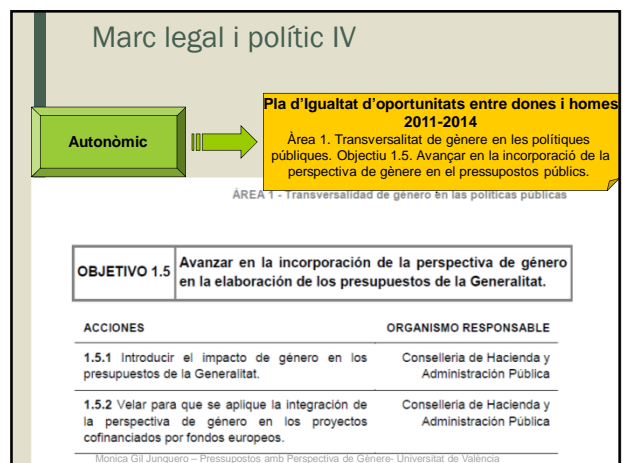 Marc legal i polític IV
Autonòmic
Pla d'Igualtat d'oportunitats entre dones i homes
2011-2014
Àrea 1. Transversalitat de gènere en les polítiques
públiques. Objectiu 1.5. Avançar en la incorporació de la
perspectiva de gènere en el pressupostos públics.
ÁREA 1 - Transversalidad de género en las políticas públicas
OBJETIVO 1.5
Avanzar en la incorporación de la perspectiva de género
en la elaboración de los presupuestos de la Generalitat.
ACCIONES
ORGANISMO RESPONSABLE
1.5.1 Introducir el impacto de género en los
presupuestos de la Generalitat.
Conselleria de Hacienda y
Administración Pública
1.5.2 Velar para que se aplique la integración de
la perspectiva de género en los proyectos
cofinanciados por fondos europeos.
Conselleria de Hacienda y
Administración Pública
Monica Gil Junquero – Pressupostos amb Perspectiva de Gènere- Universitat de València